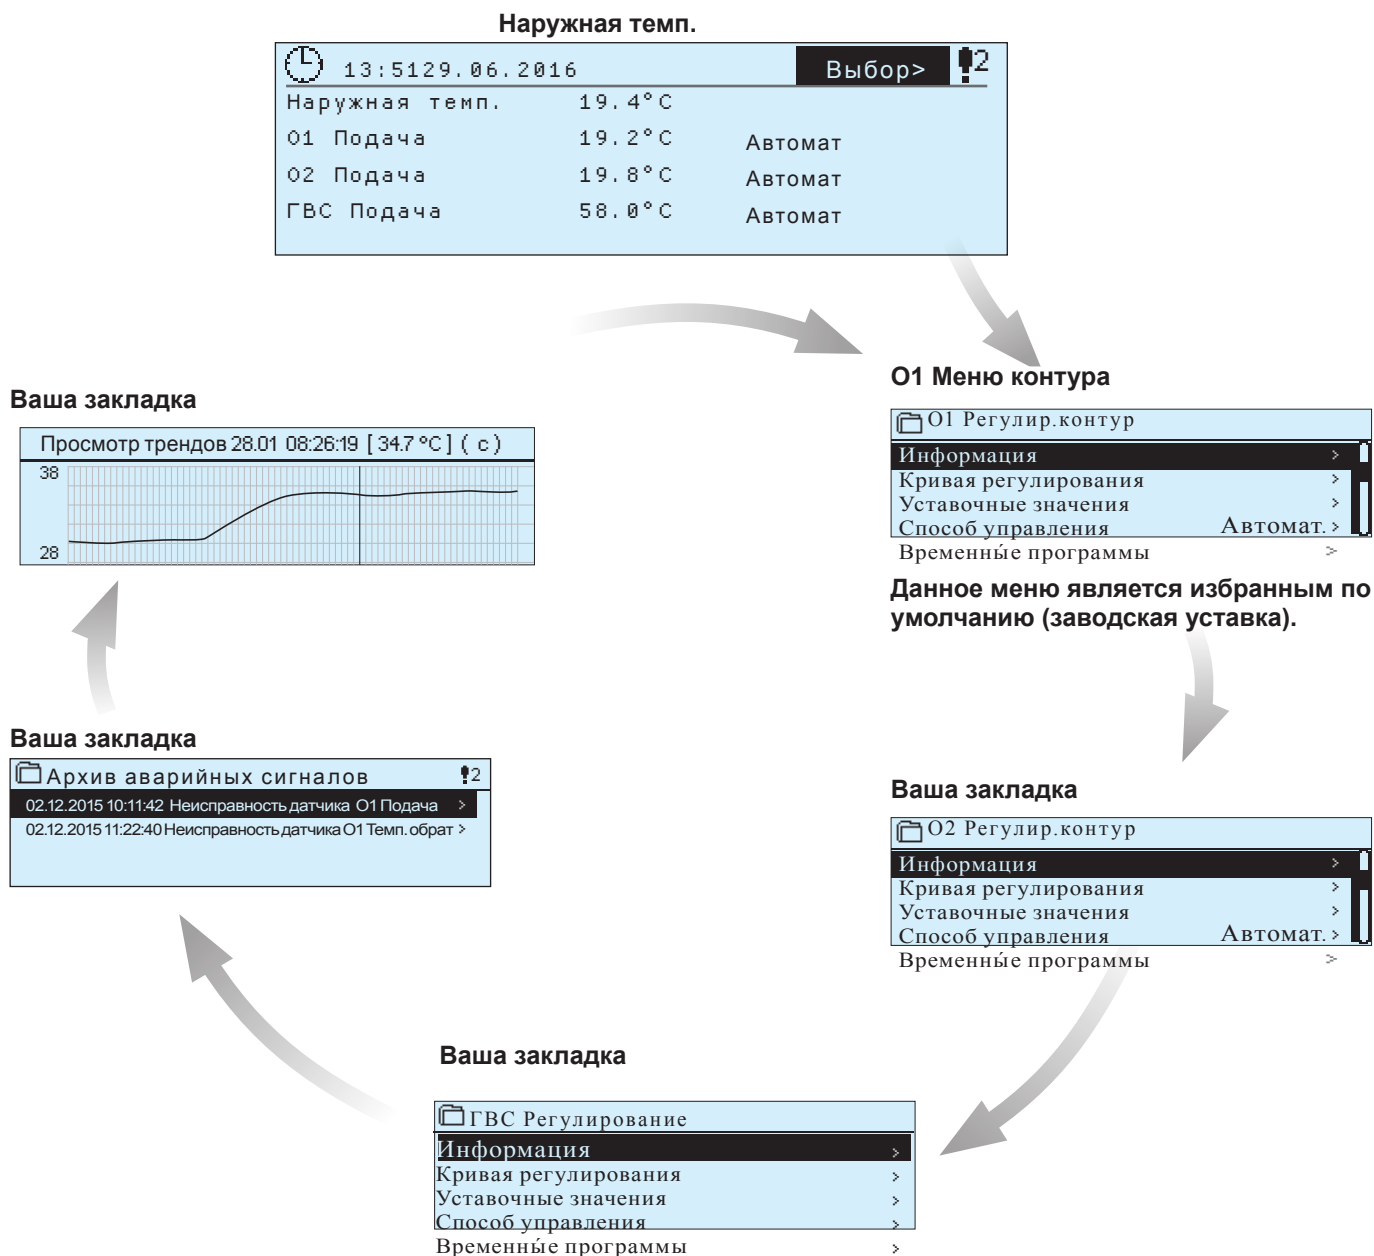 Наружная темп.
13:5129.06.2016 Выбор> 2
Наружная темп. 19.4°C
O1 Подача 19.2°C Автомат
O2 Подача 19.8°C Автомат
ГВС Подача 58.0°C Автомат
O1 Меню контура
O1 Регулир.контур
Информация >
Кривая регулирования >
Уставочные значения >
Способ управления Автомат. >
Временны́е программы >
Данное меню является избранным по
умолчанию (заводская уставка).
Ваша закладка
Просмотр трендов 28.01 08:26:19 [ 34.7 °C ] ( c )
38
28
Ваша закладка
Архив аварийных сигналов 2
02.12.2015 10:11:42 Неисправность датчика O1 Подача >
02.12.2015 11:22:40 Неисправность датчика O1 Темп. обрат >
Ваша закладка
O2 Регулир.контур
Информация >
Кривая регулирования >
Уставочные значения >
Способ управления Автомат. >
Временны́е программы >
Ваша закладка
ГВС Регулирование
Информация >
Кривая регулирования >
Уставочные значения >
Способ управления >
Временны́е программы >